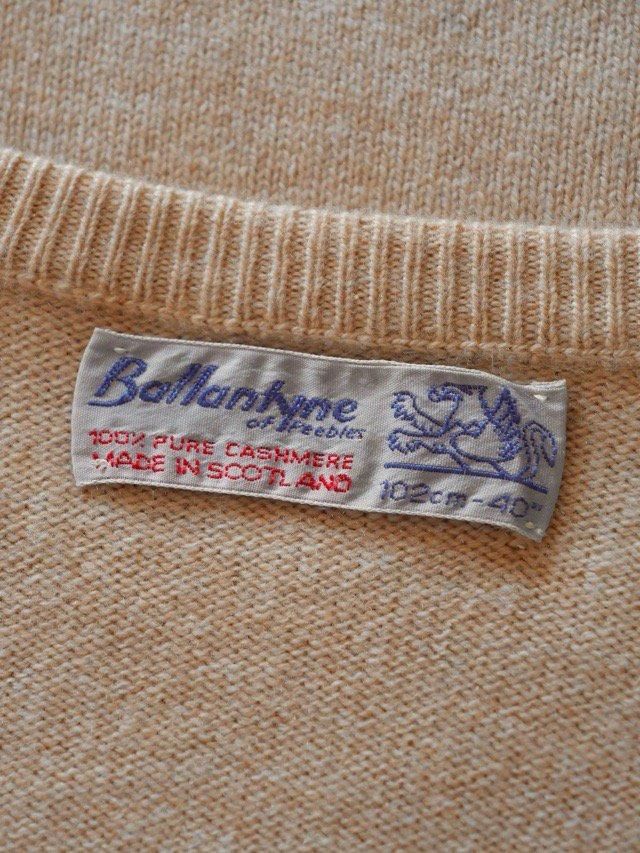 Ballantyne
of Peebles
100% PURE CASHMERE
MADE IN SCOTLAND
102cm-40"